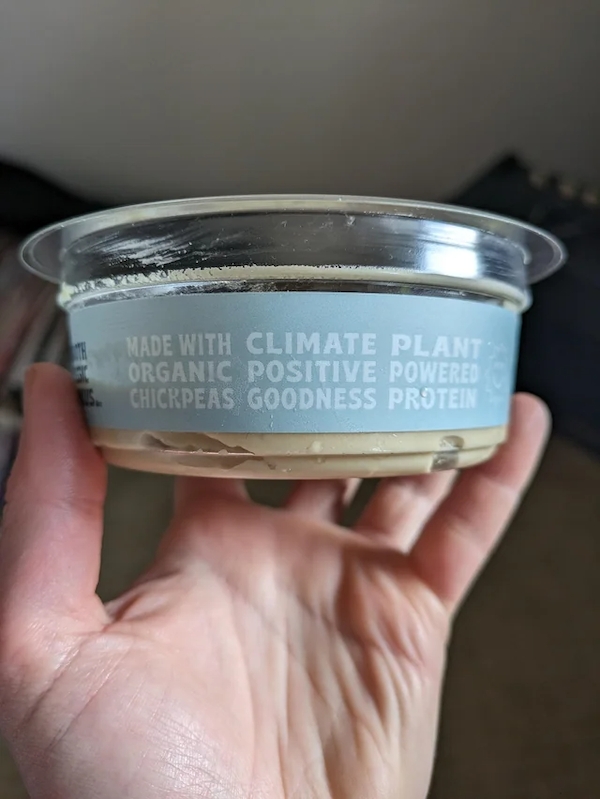 MADE WITH
ORGANIC
CHICKPEAS
CLIMATE
POSITIVE
GOODNESS
PLANT
POWERED
PROTEIN